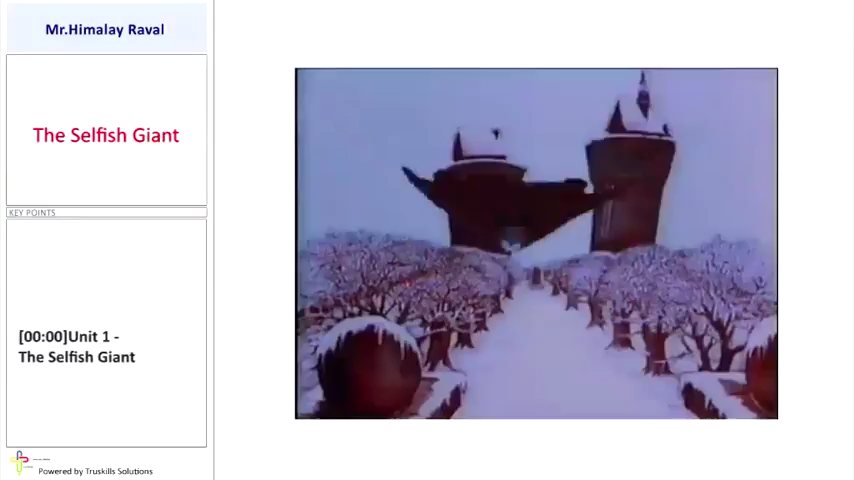 Mr.Himalay Raval
The Selfish Giant
KEY POINTS
[00:00]Unit 1 -
The Selfish Giant
Powered by Truskills Solutions